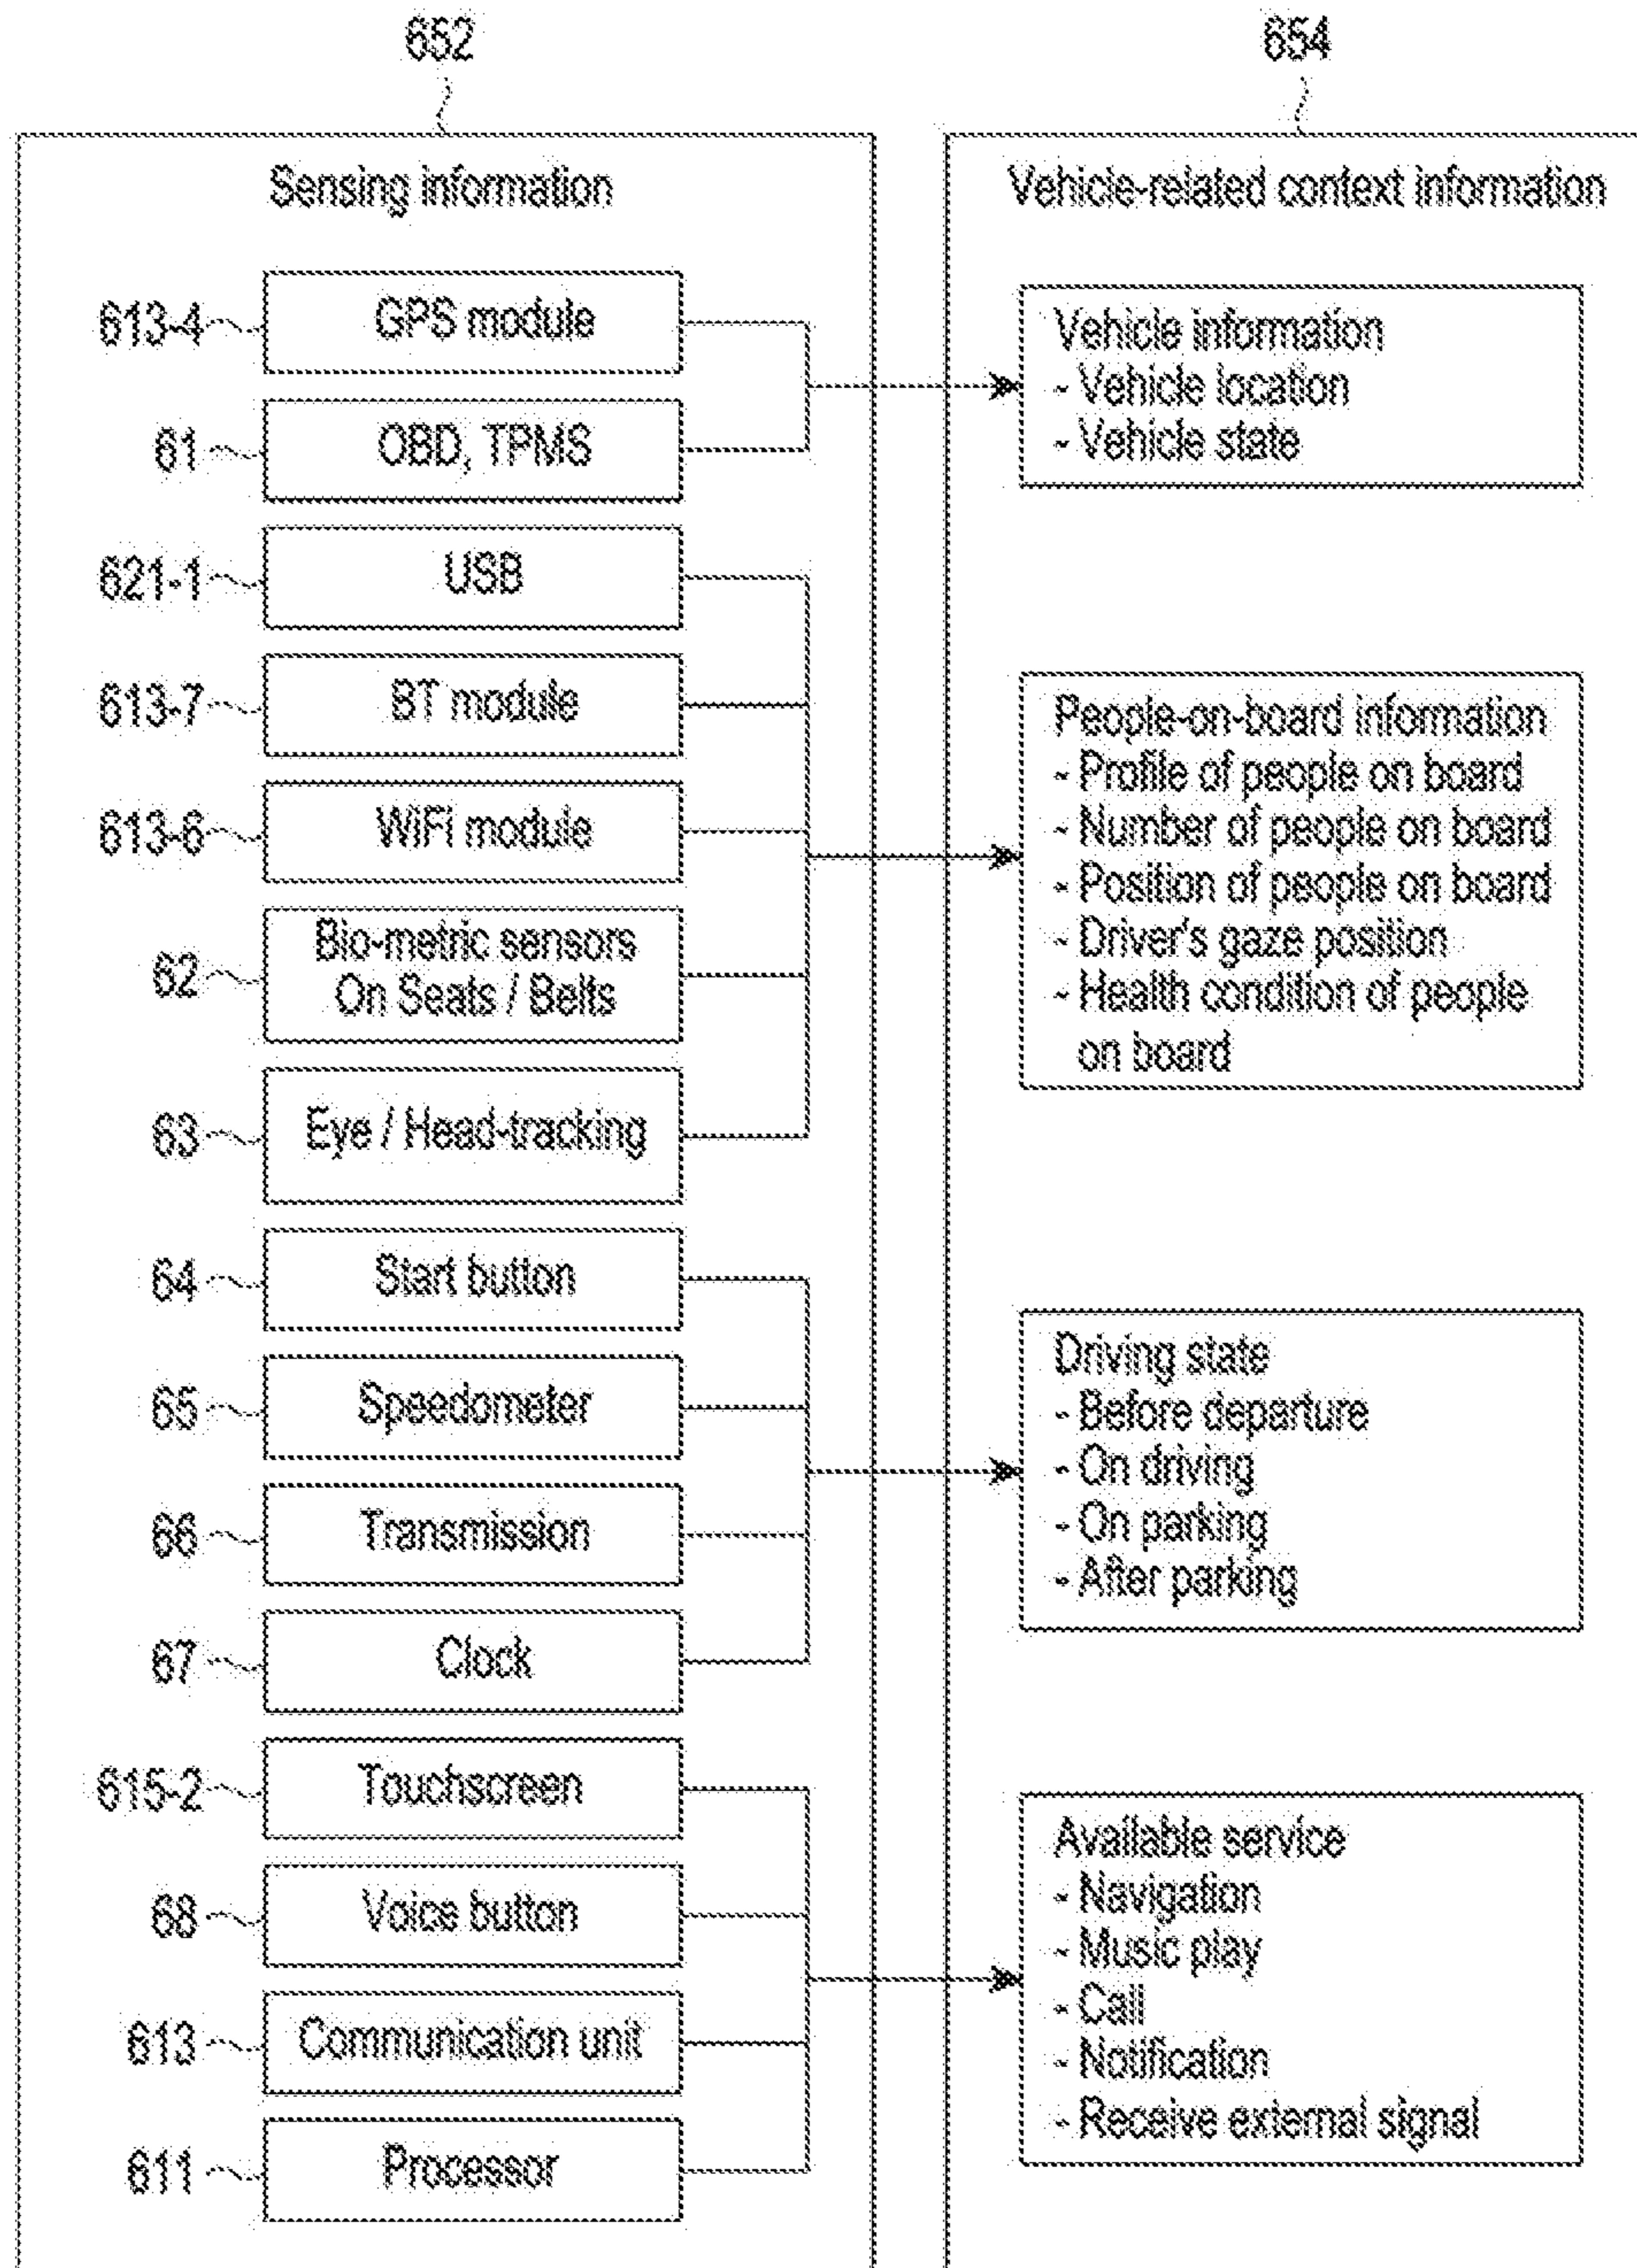 652
Sensing information
613-4
GPS module
61
OBD, TPMS
621-1
USB
613-7
BT module
613-6
WiFi module
62
Bio-metric sensors
On Seats / Belts
63
Eye / Head-tracking
64
Start button
65
Speedometer
66
Transmission
67
Clock
615-2
Touchscreen
68
Voice button
613
Communication unit
611
Processor
654
Vehicle-related context information
Vehicle information
- Vehicle location
- Vehicle state
People-on-board information
- Profile of people on board
- Number of people on board
- Position of people on board
- Driver's gaze position
- Health condition of people
on board
Driving state
- Before departure
- On driving
- On parking
- After parking
Available service
- Navigation
- Music play
- Call
- Notification
- Receive external signal